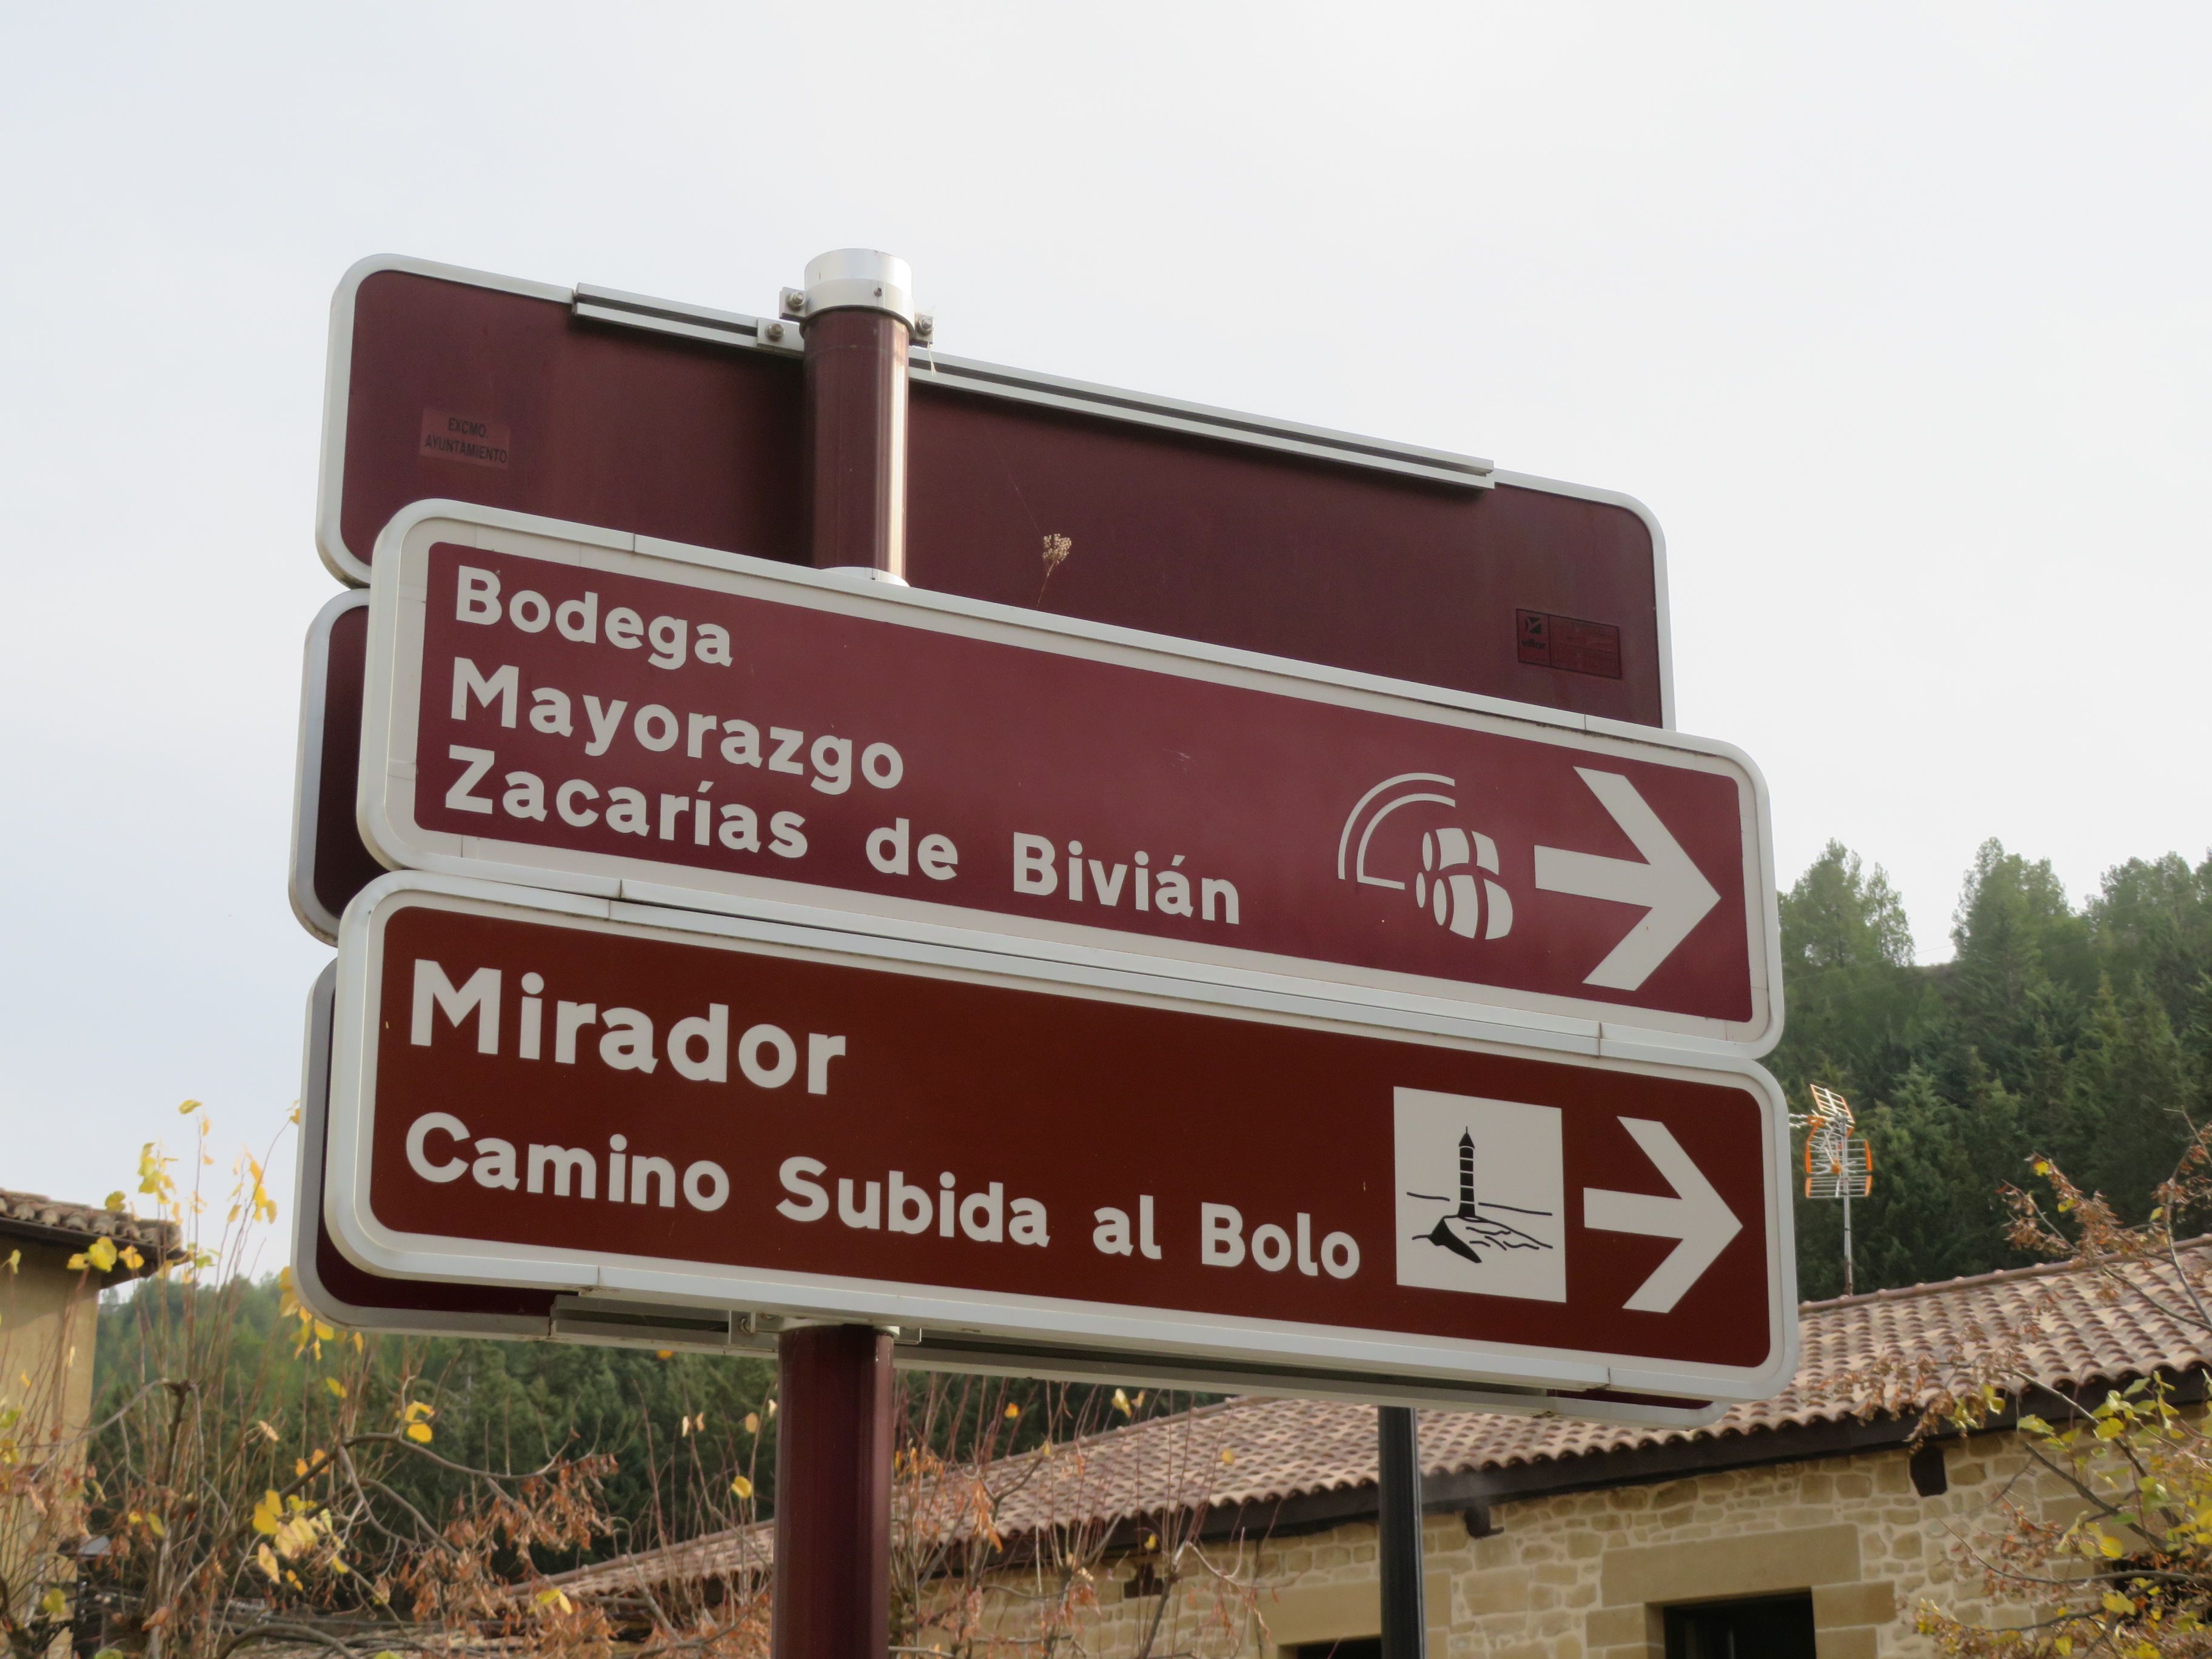 EXCMO.
AYUNTAMIENTO
Bodega
Mayorazgo
Zacarías de Bivián
Mirador
Camino Subida al Bolo